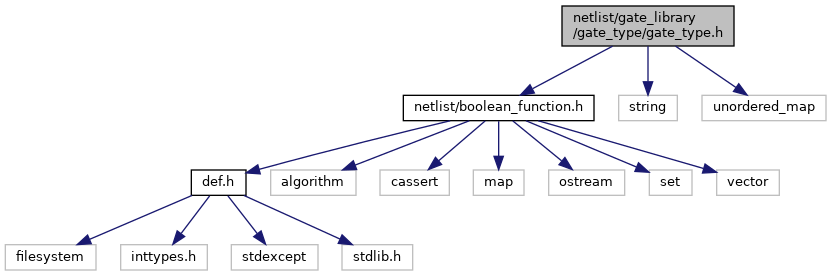 netlist/gate_library
/gate_type/gate_type.h
netlist/boolean_function.h
string
unordered_map
def.h
algorithm
cassert
map
ostream
set
vector
filesystem
inttypes.h
stdexcept
stdlib.h